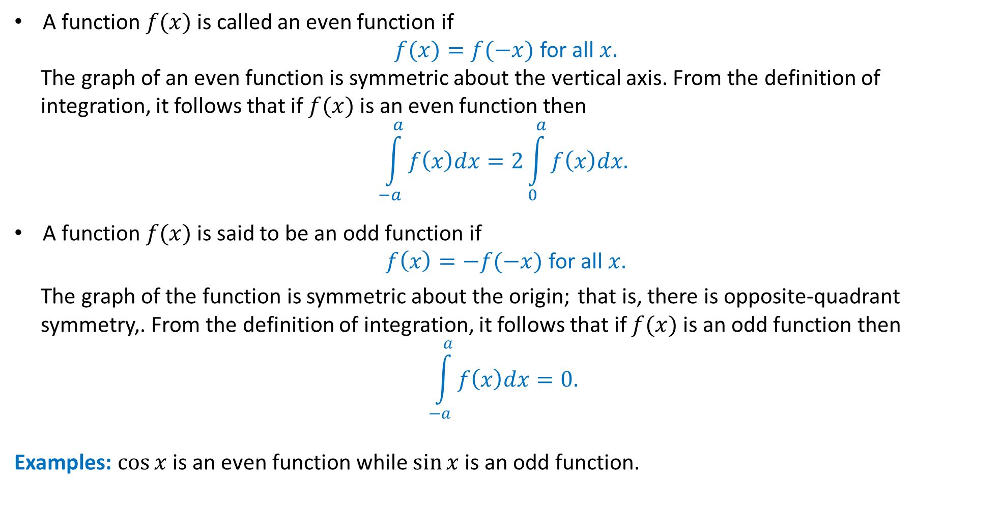 • A function f(x) is called an even function if
f(x) = f(−x) for all x.
The graph of an even function is symmetric about the vertical axis. From the definition of
integration, it follows that if f(x) is an even function then
∫_{−a}^{a} f(x)dx = 2 ∫_{0}^{a} f(x)dx.
• A function f(x) is said to be an odd function if
f(x) = −f(−x) for all x.
The graph of the function is symmetric about the origin; that is, there is opposite-quadrant
symmetry,. From the definition of integration, it follows that if f(x) is an odd function then
∫_{−a}^{a} f(x)dx = 0.
Examples: cos x is an even function while sin x is an odd function.